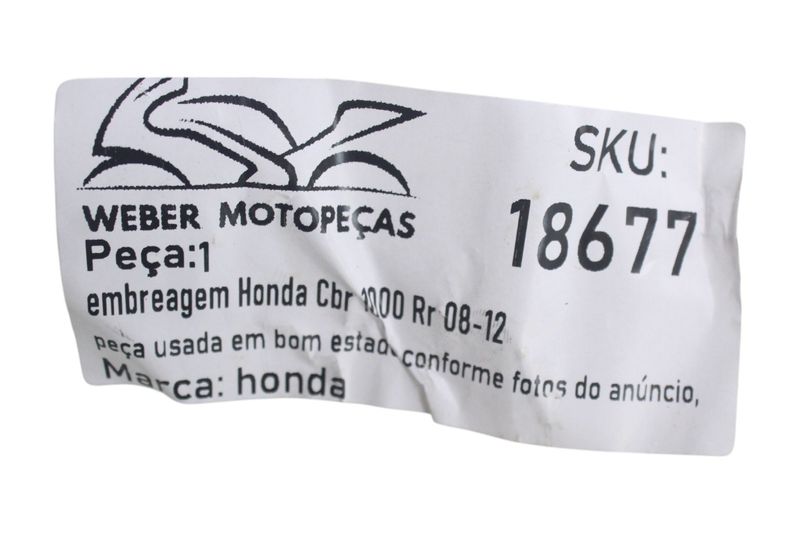 WEBER MOTOPEÇAS
SKU:
18677
Peça:1
embreagem Honda Cbr 1000 Rr 08-12
peça usada em bom estado conforme fotos do anúncio,
Marca: honda